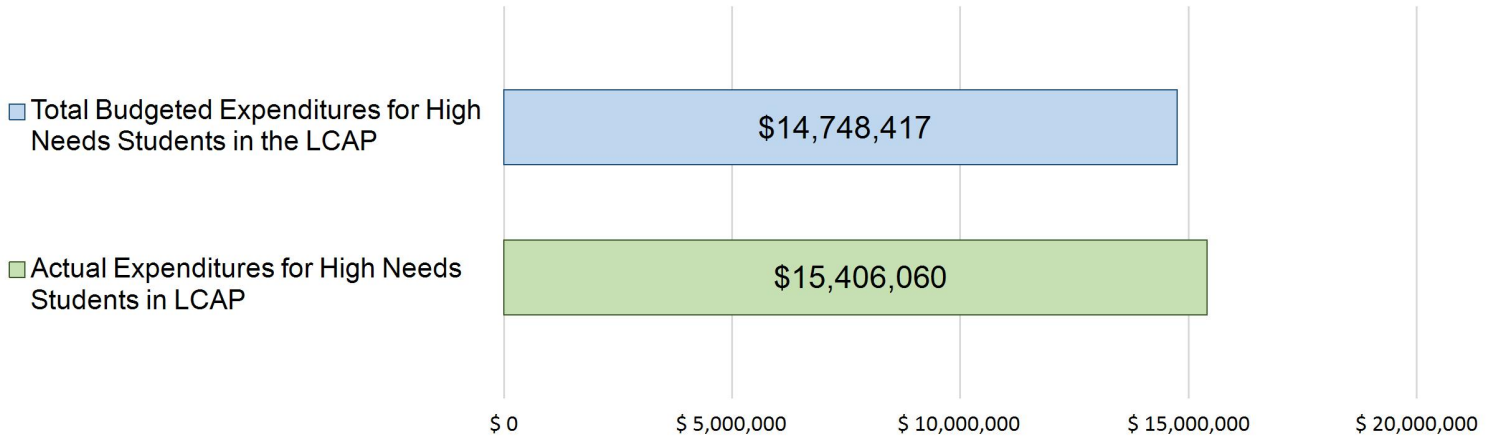 Total Budgeted Expenditures for High
Needs Students in the LCAP
$14,748,417
Actual Expenditures for High Needs
Students in LCAP
$15,406,060
$ 0
$ 5,000,000
$ 10,000,000
$ 15,000,000
$ 20,000,000